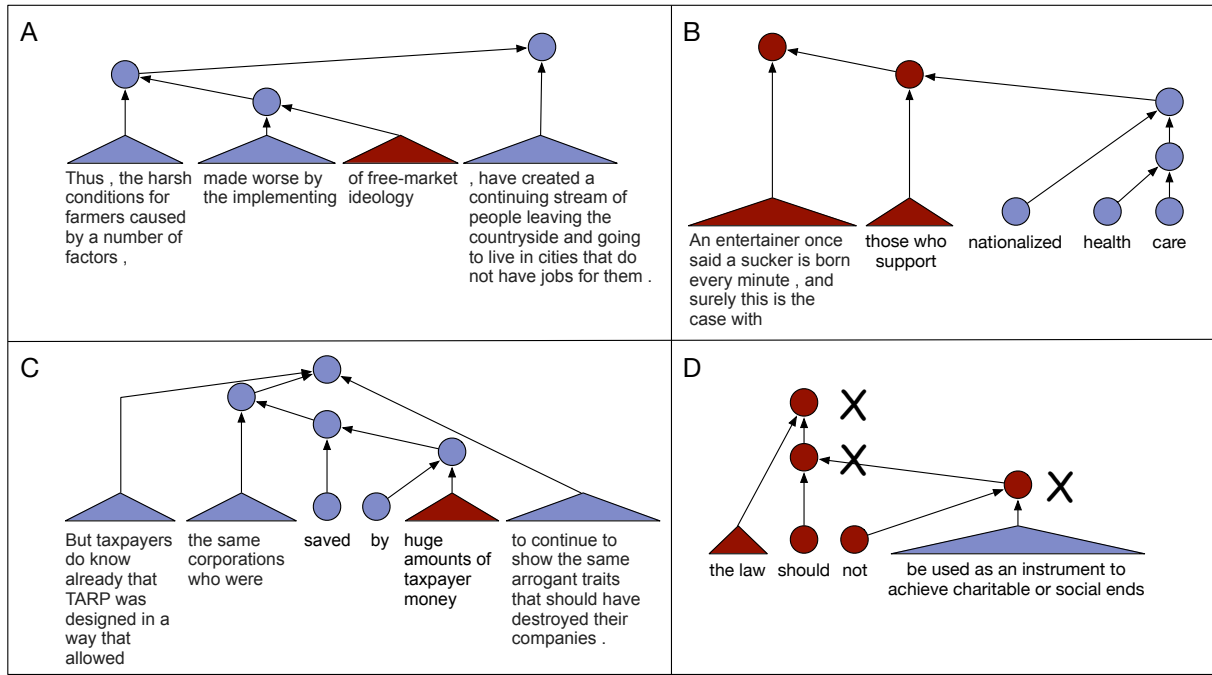 A
Thus , the harsh
conditions for
farmers caused
by a number of
factors ,
made worse by
the implementing
of free-market
ideology
, have created a
continuing stream of
people leaving the
countryside and going
to live in cities that do
not have jobs for them .
B
An entertainer once
said a sucker is born
every minute , and
surely this is the
case with
those who
support
nationalized
health
care
C
But taxpayers
do know
already that
TARP was
designed in a
way that
allowed
the same
corporations
who were
saved
by
huge
amounts of
taxpayer
money
to continue to
show the same
arrogant traits
that should have
destroyed their
companies .
D
X
X
X
the law
should
not
be used as an instrument to
achieve charitable or social ends